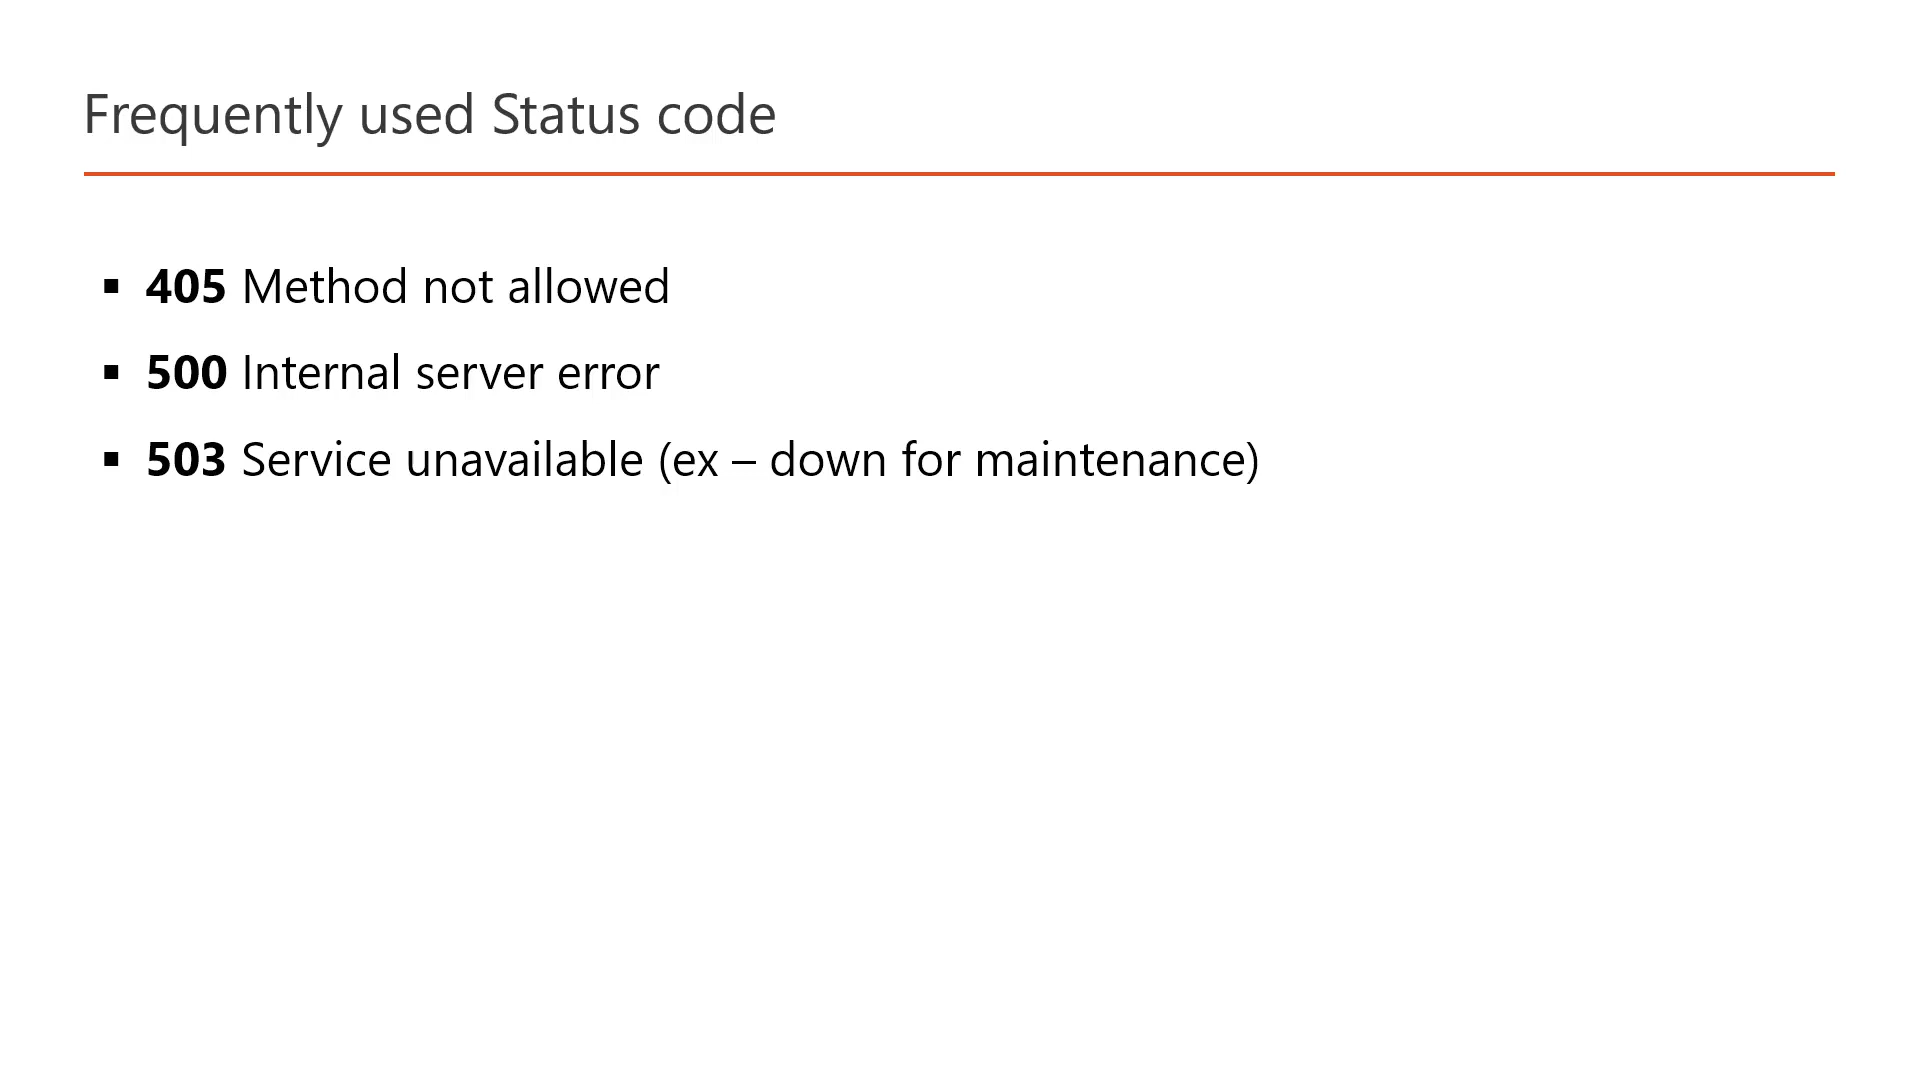 Frequently used Status code
▪ 405 Method not allowed
▪ 500 Internal server error
▪ 503 Service unavailable (ex – down for maintenance)